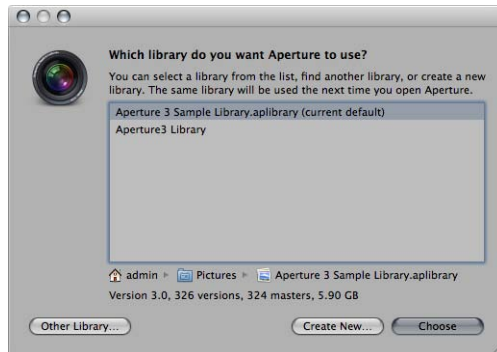 Which library do you want Aperture to use?
You can select a library from the list, find another library, or create a new
library. The same library will be used the next time you open Aperture.
Aperture 3 Sample Library.aplibrary (current default)
Aperture3 Library
admin Pictures Aperture 3 Sample Library.aplibrary
Version 3.0, 326 versions, 324 masters, 5.90 GB
Other Library... Create New... Choose